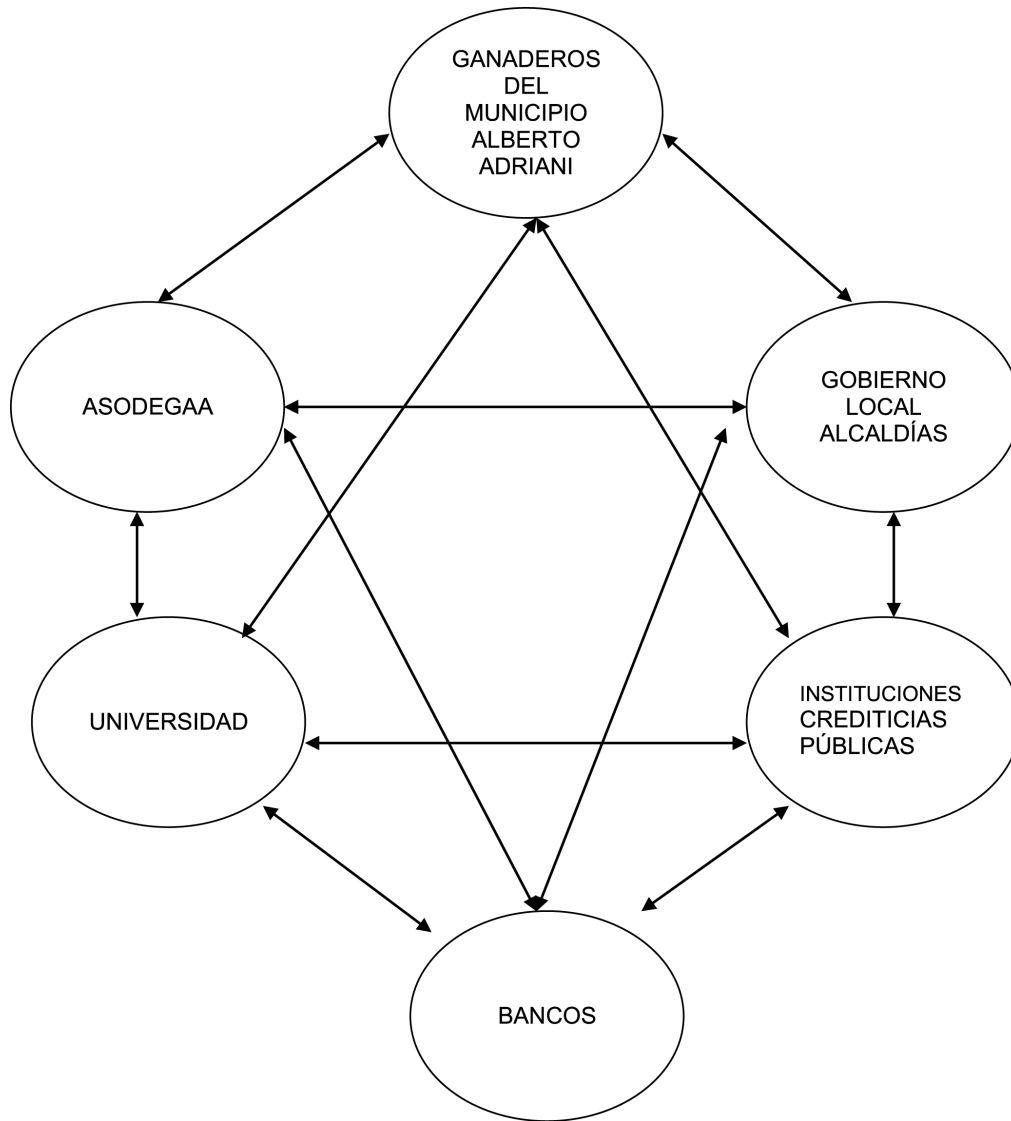 GANADEROS
DEL
MUNICIPIO
ALBERTO
ADRIANI
ASODEGAA
GOBIERNO
LOCAL
ALCALDÍAS
UNIVERSIDAD
INSTITUCIONES
CREDITICIAS
PÚBLICAS
BANCOS